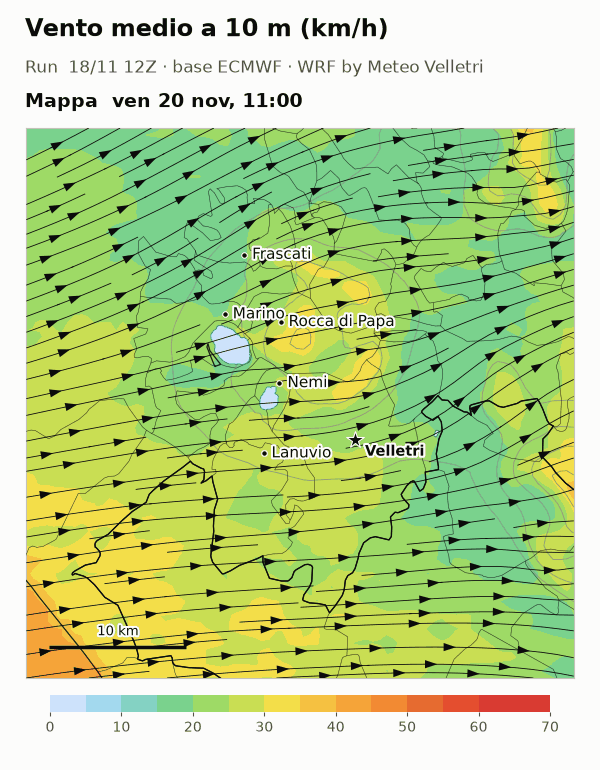 Vento medio a 10 m (km/h)
Run  18/11 12Z · base ECMWF · WRF by Meteo Velletri
Mappa  ven 20 nov, 11:00
Frascati
Marino
Rocca di Papa
Nemi
Velletri
Lanuvio
10 km
0 10 20 30 40 50 60 70